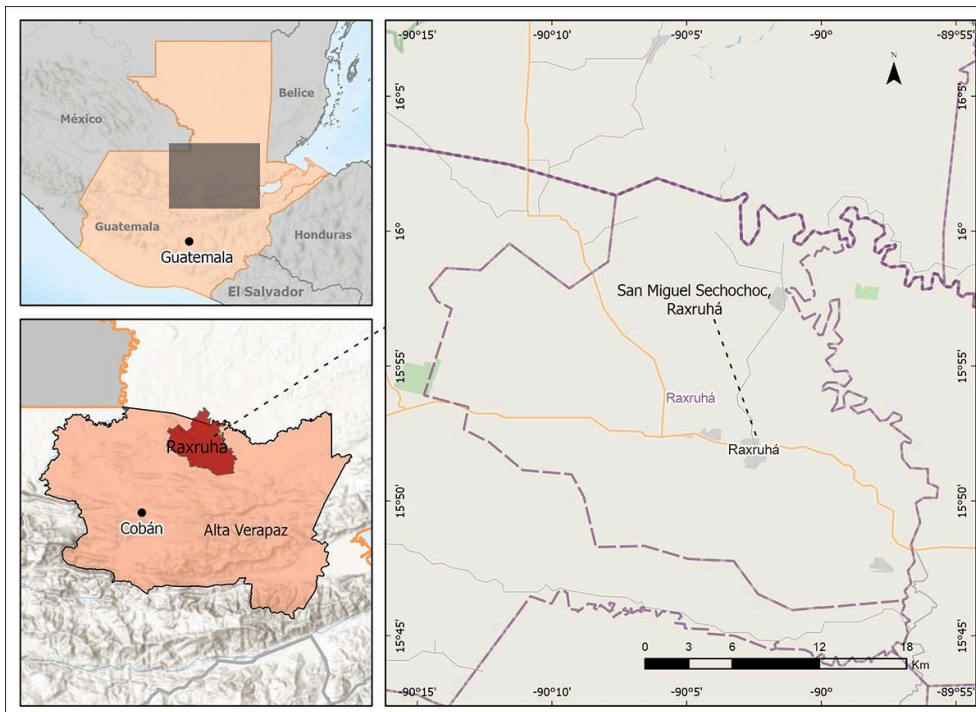 México
Belice
Guatemala
Guatemala
Honduras
El Salvador
Raxruhá
Cobán
Alta Verapaz
-90°15'
-90°10'
-90°5'
-90°
-89°55'
N
16°5'
16°5'
16°
16°
San Miguel Sechochoc,
Raxruhá
15°55'
15°55'
Raxruhá
Raxruhá
15°50'
15°50'
15°45'
15°45'
0 3 6 12 18
Km
-90°15'
-90°10'
-90°5'
-90°
-89°55'